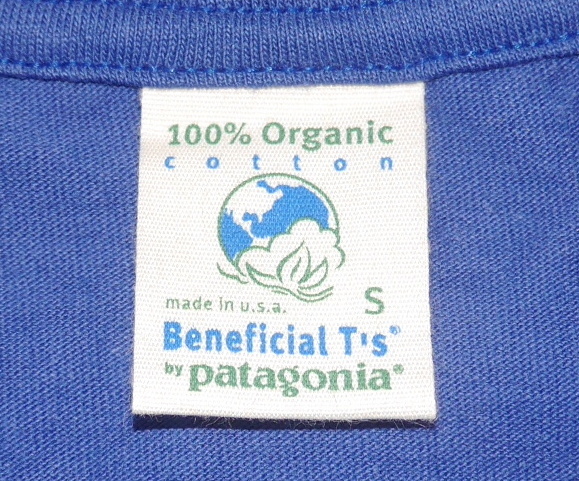 100% Organic
cotton
made in u.s.a. S
Beneficial T's®
by patagonia®